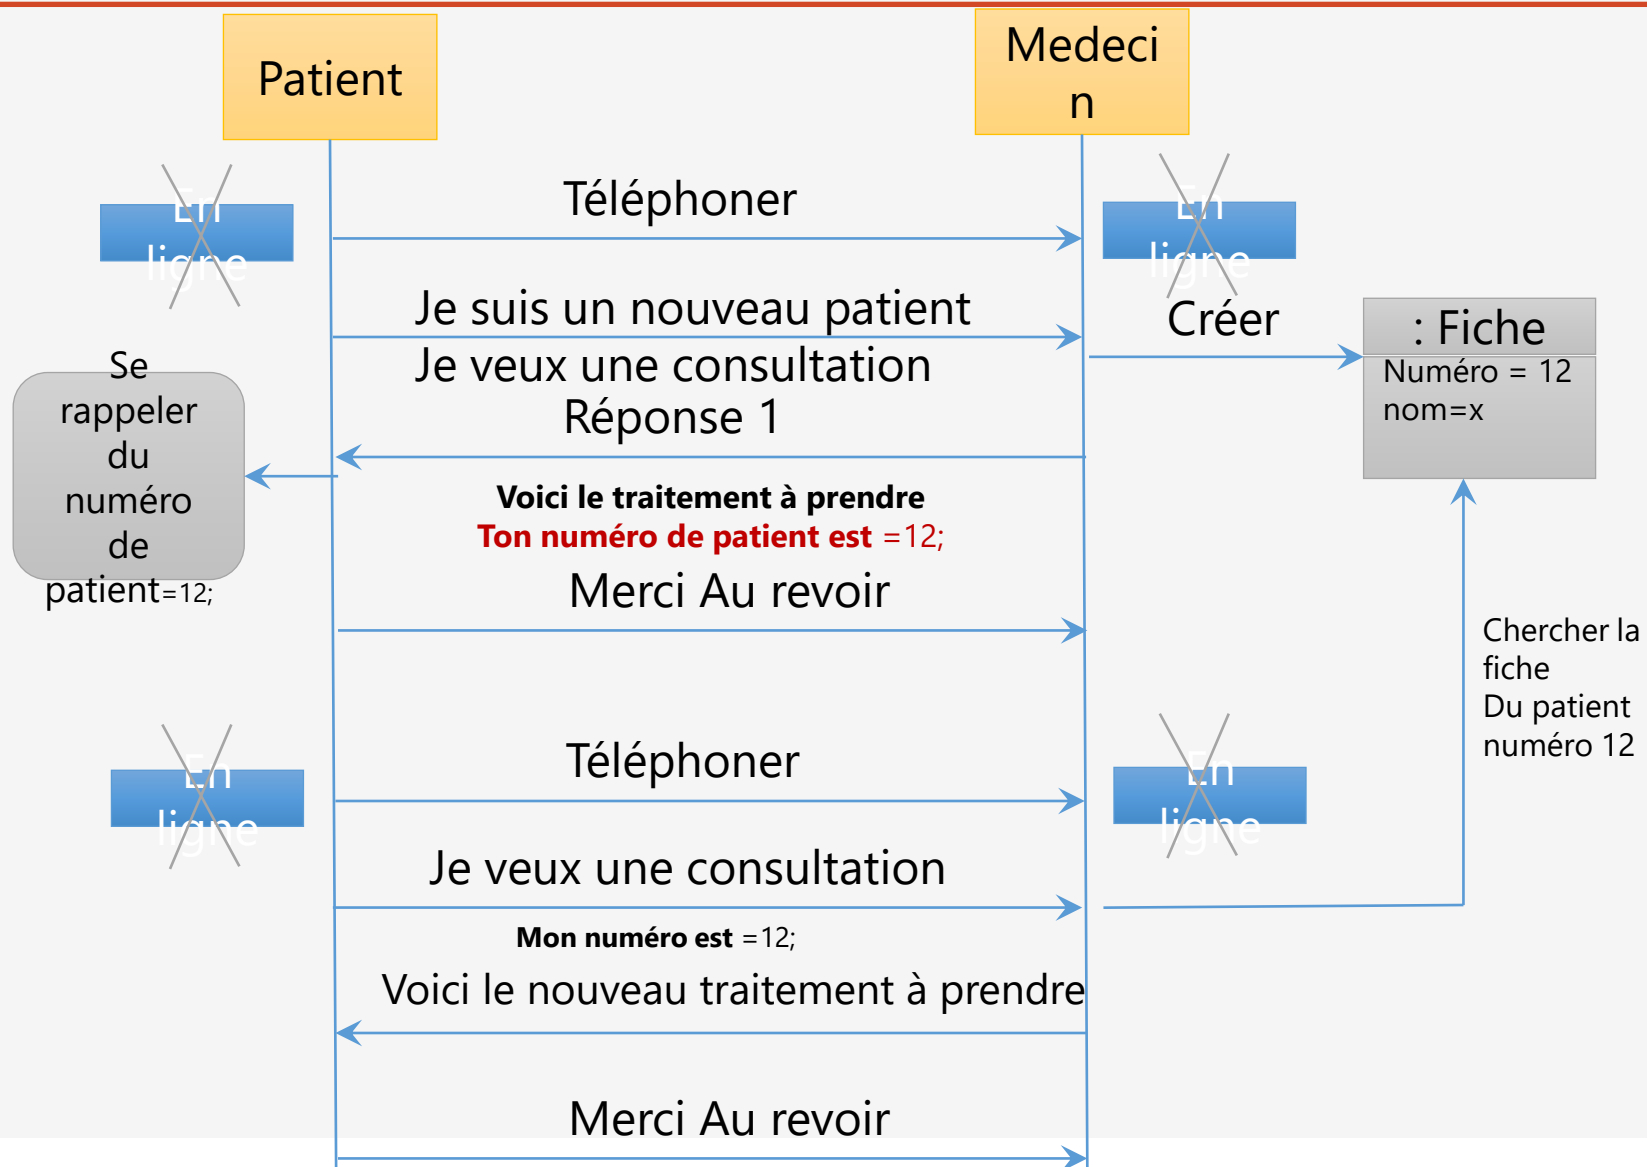 Patient
Medeci
n
En
ligne
Téléphoner
En
ligne
Je suis un nouveau patient
Créer
: Fiche
Numéro = 12
nom=x
Je veux une consultation
Réponse 1
Se
rappeler
du
numéro
de
patient=12;
Voici le traitement à prendre
Ton numéro de patient est =12;
Merci Au revoir
Chercher la
fiche
Du patient
numéro 12
En
ligne
Téléphoner
En
ligne
Je veux une consultation
Mon numéro est =12;
Voici le nouveau traitement à prendre
Merci Au revoir